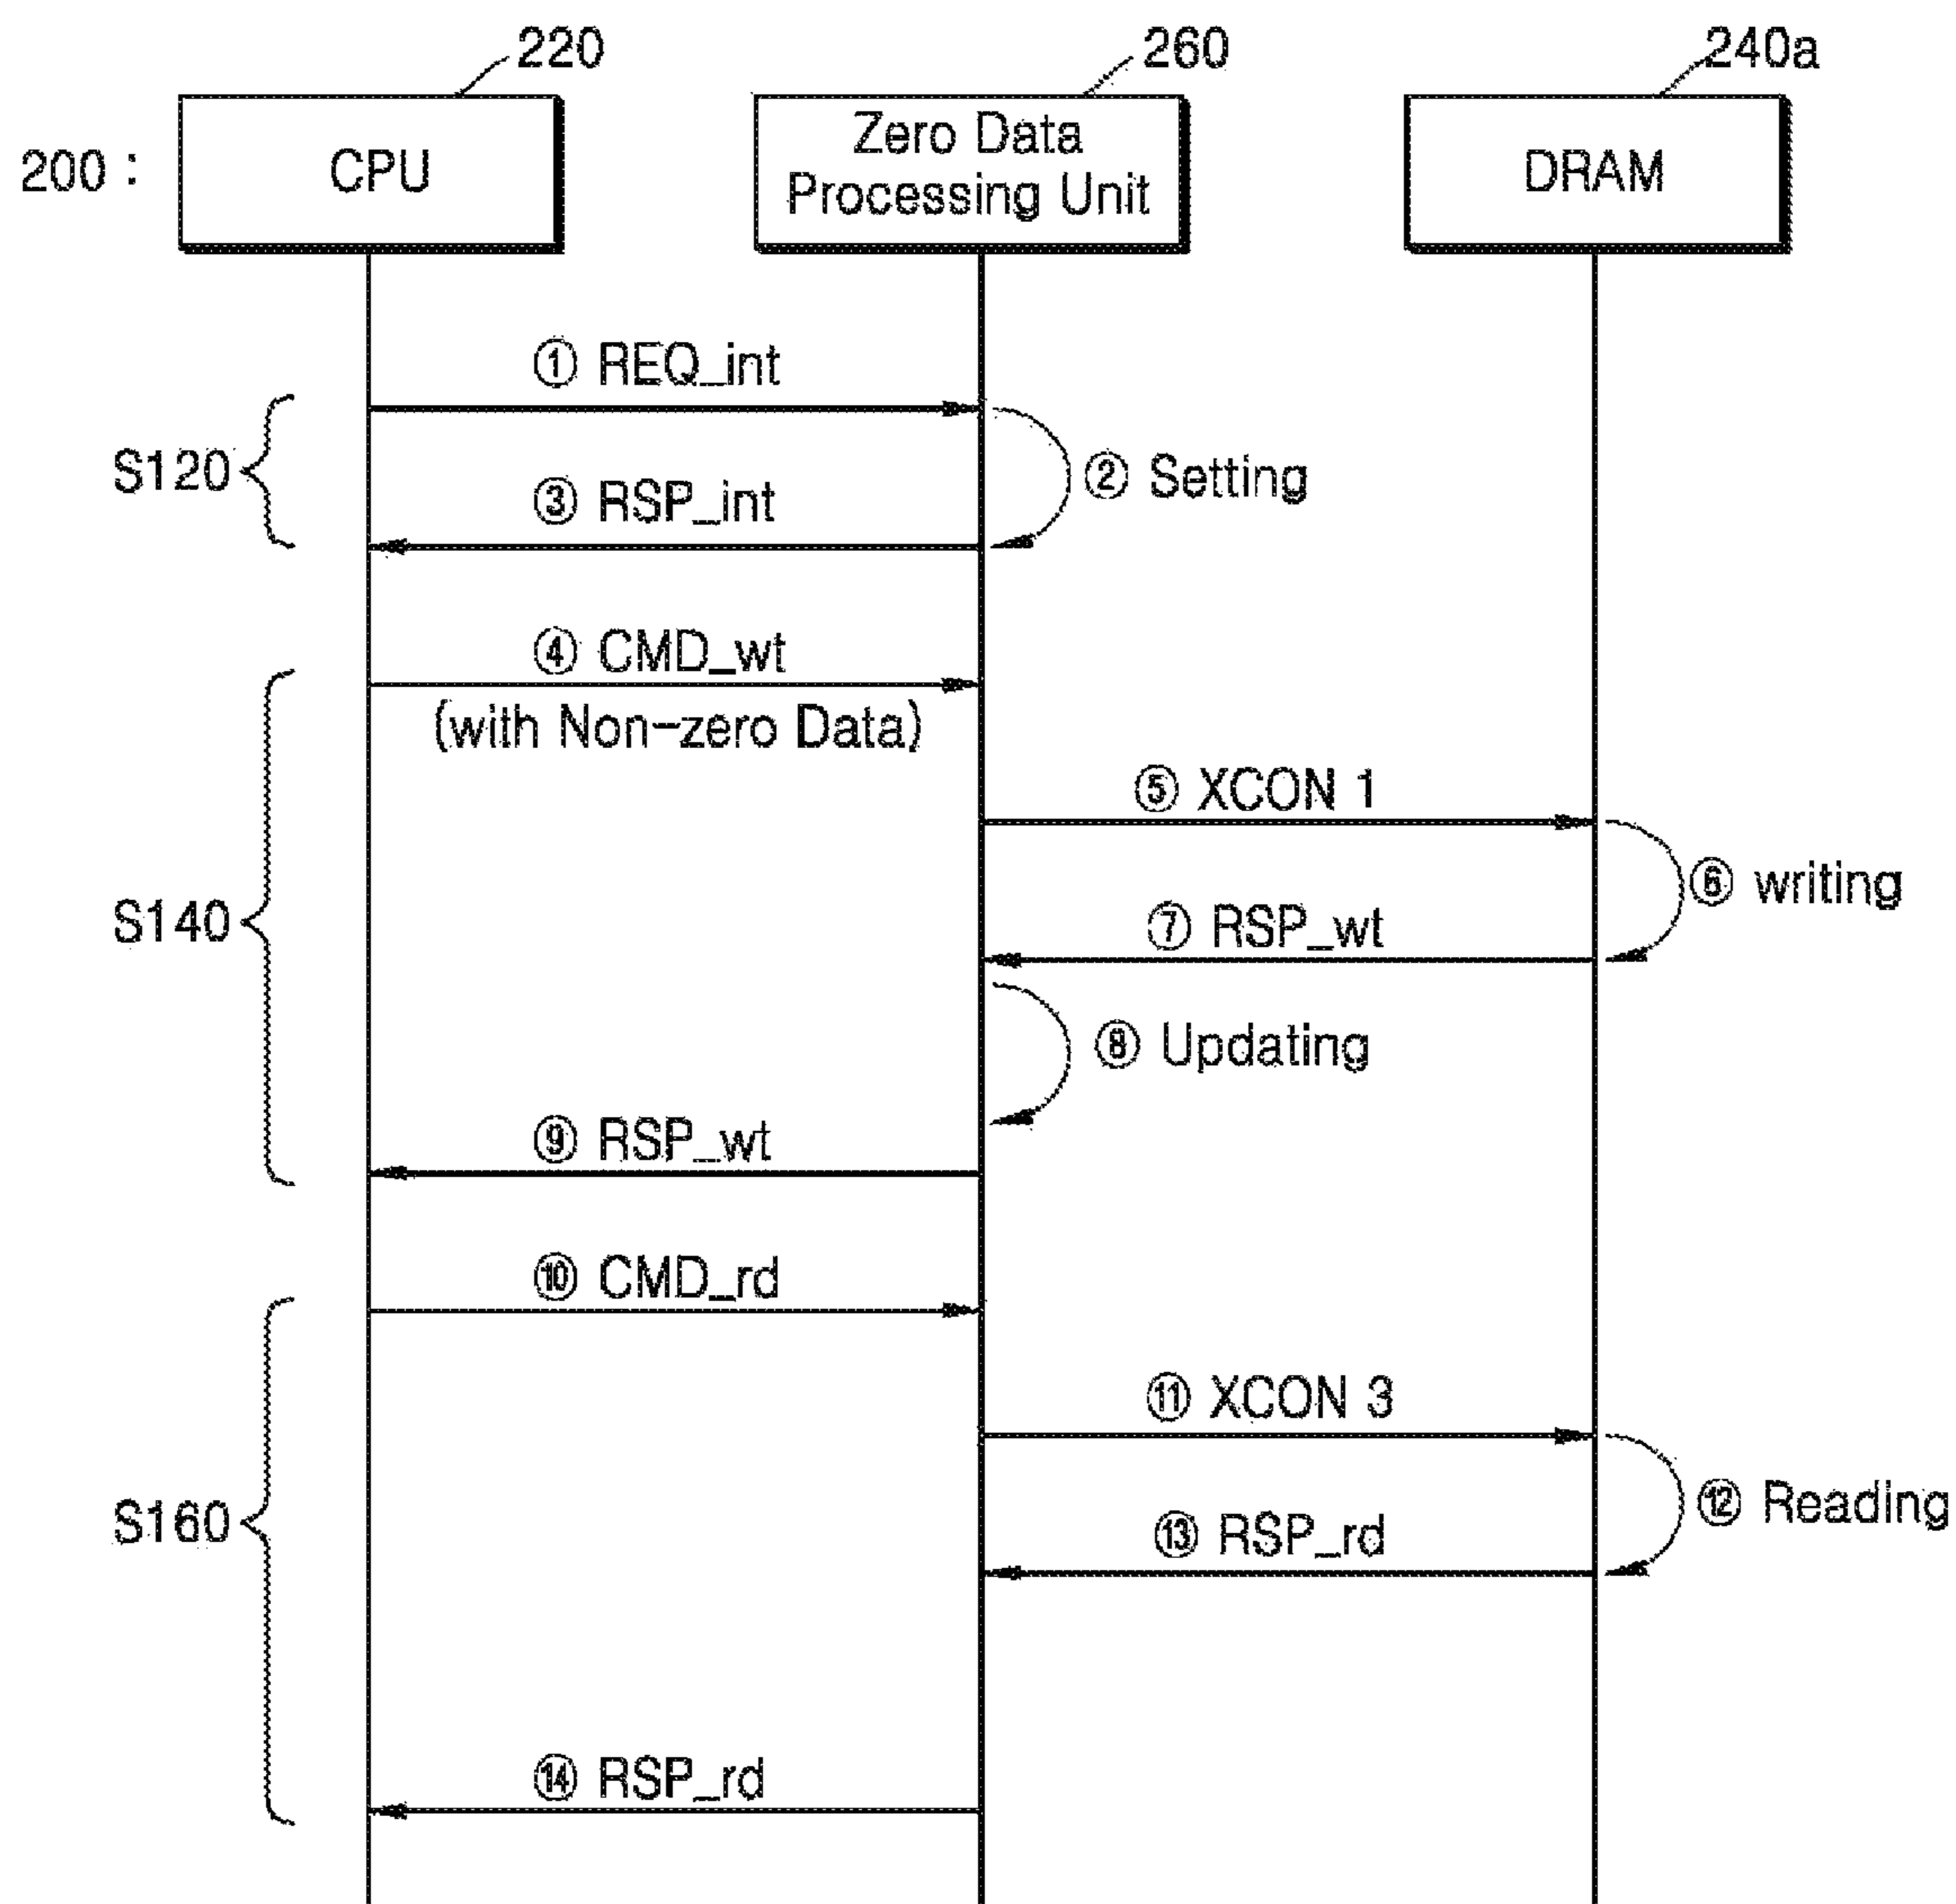 220
260
240a
200 :
CPU
Zero Data
Processing Unit
DRAM
① REQ_int
S120
② Setting
③ RSP_int
④ CMD_wt
(with Non-zero Data)
⑤ XCON 1
S140
⑥ writing
⑦ RSP_wt
⑧ Updating
⑨ RSP_wt
⑩ CMD_rd
⑪ XCON 3
S160
⑫ Reading
⑬ RSP_rd
⑭ RSP_rd